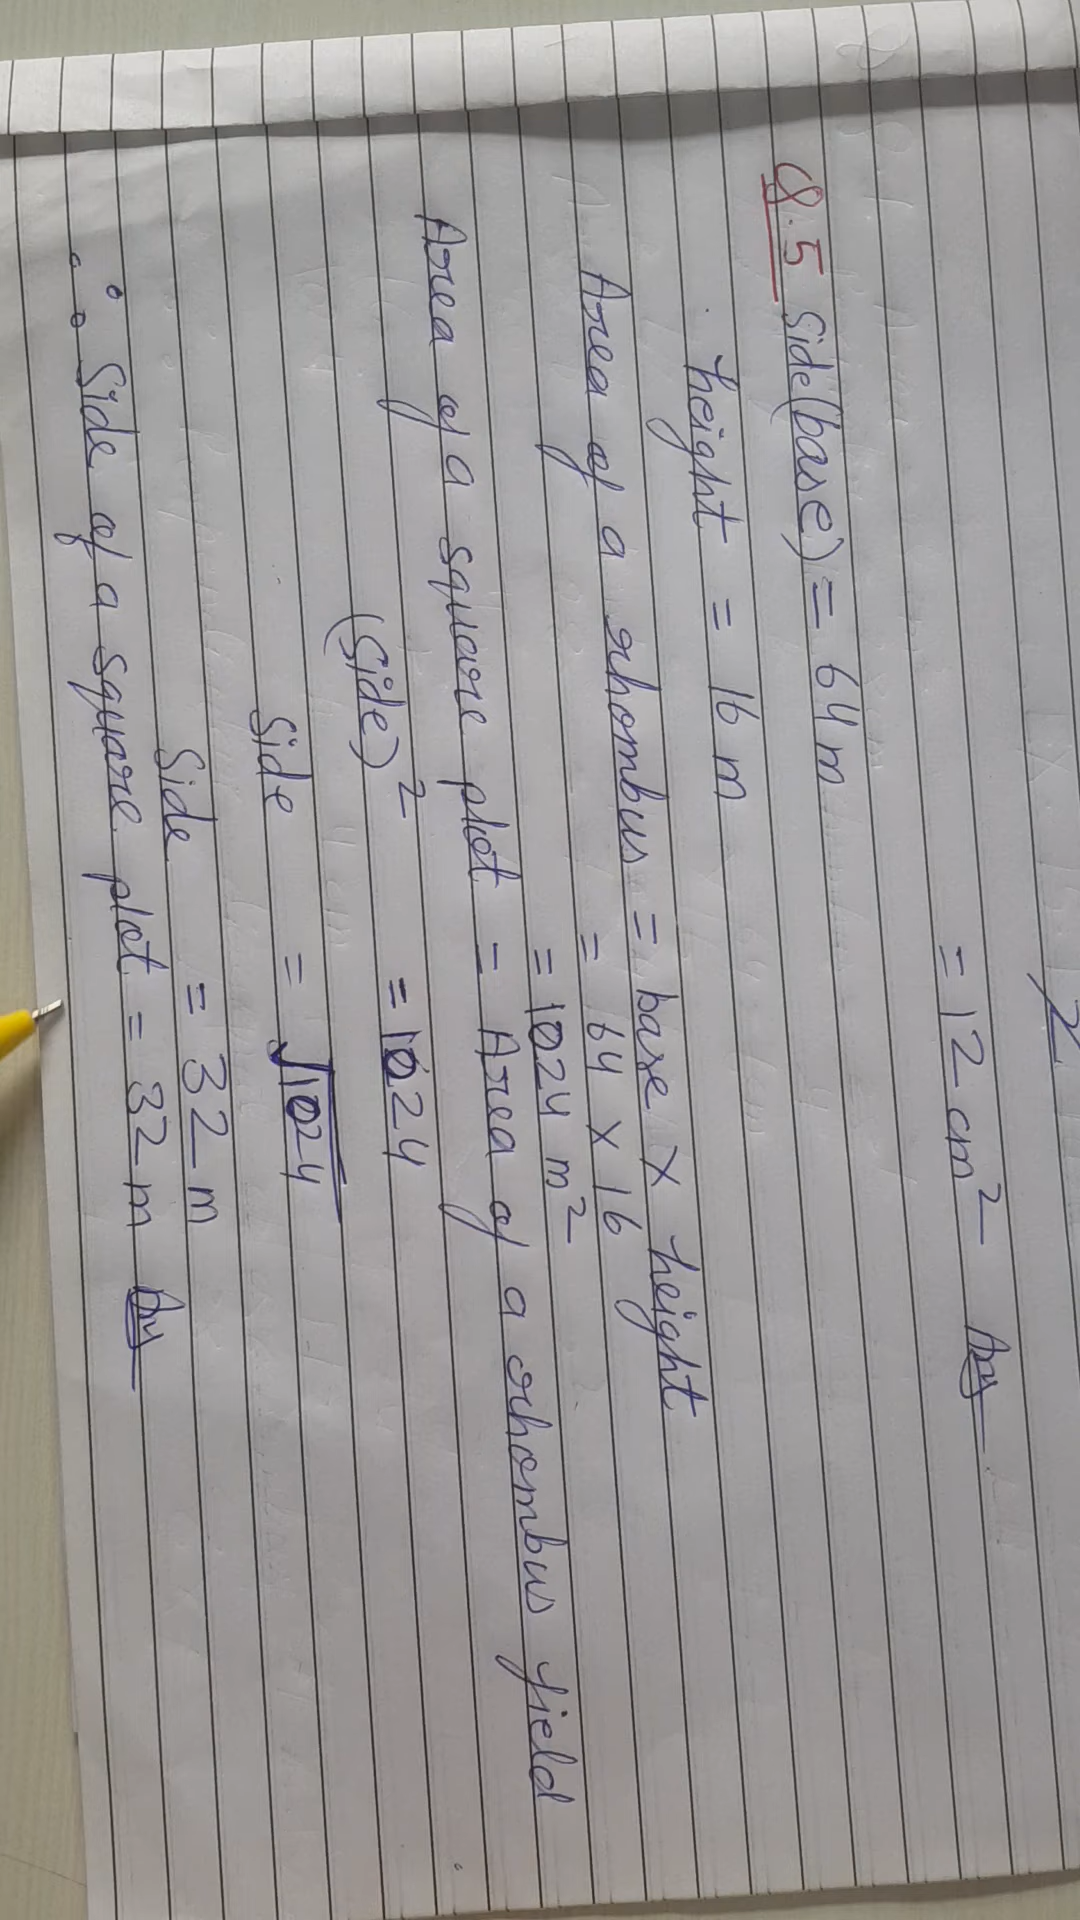 2
= 12 cm² Ans
Q.5 Side(base) = 64 m
height = 16 m
Area of a rhombus = base × height
= 64 × 16
= 1024 m²
Area of a square plot = Area of a rhombus field
(Side)² = 1024
Side = √1024
Side = 32 m
∴ Side of a square plot = 32 m Ans